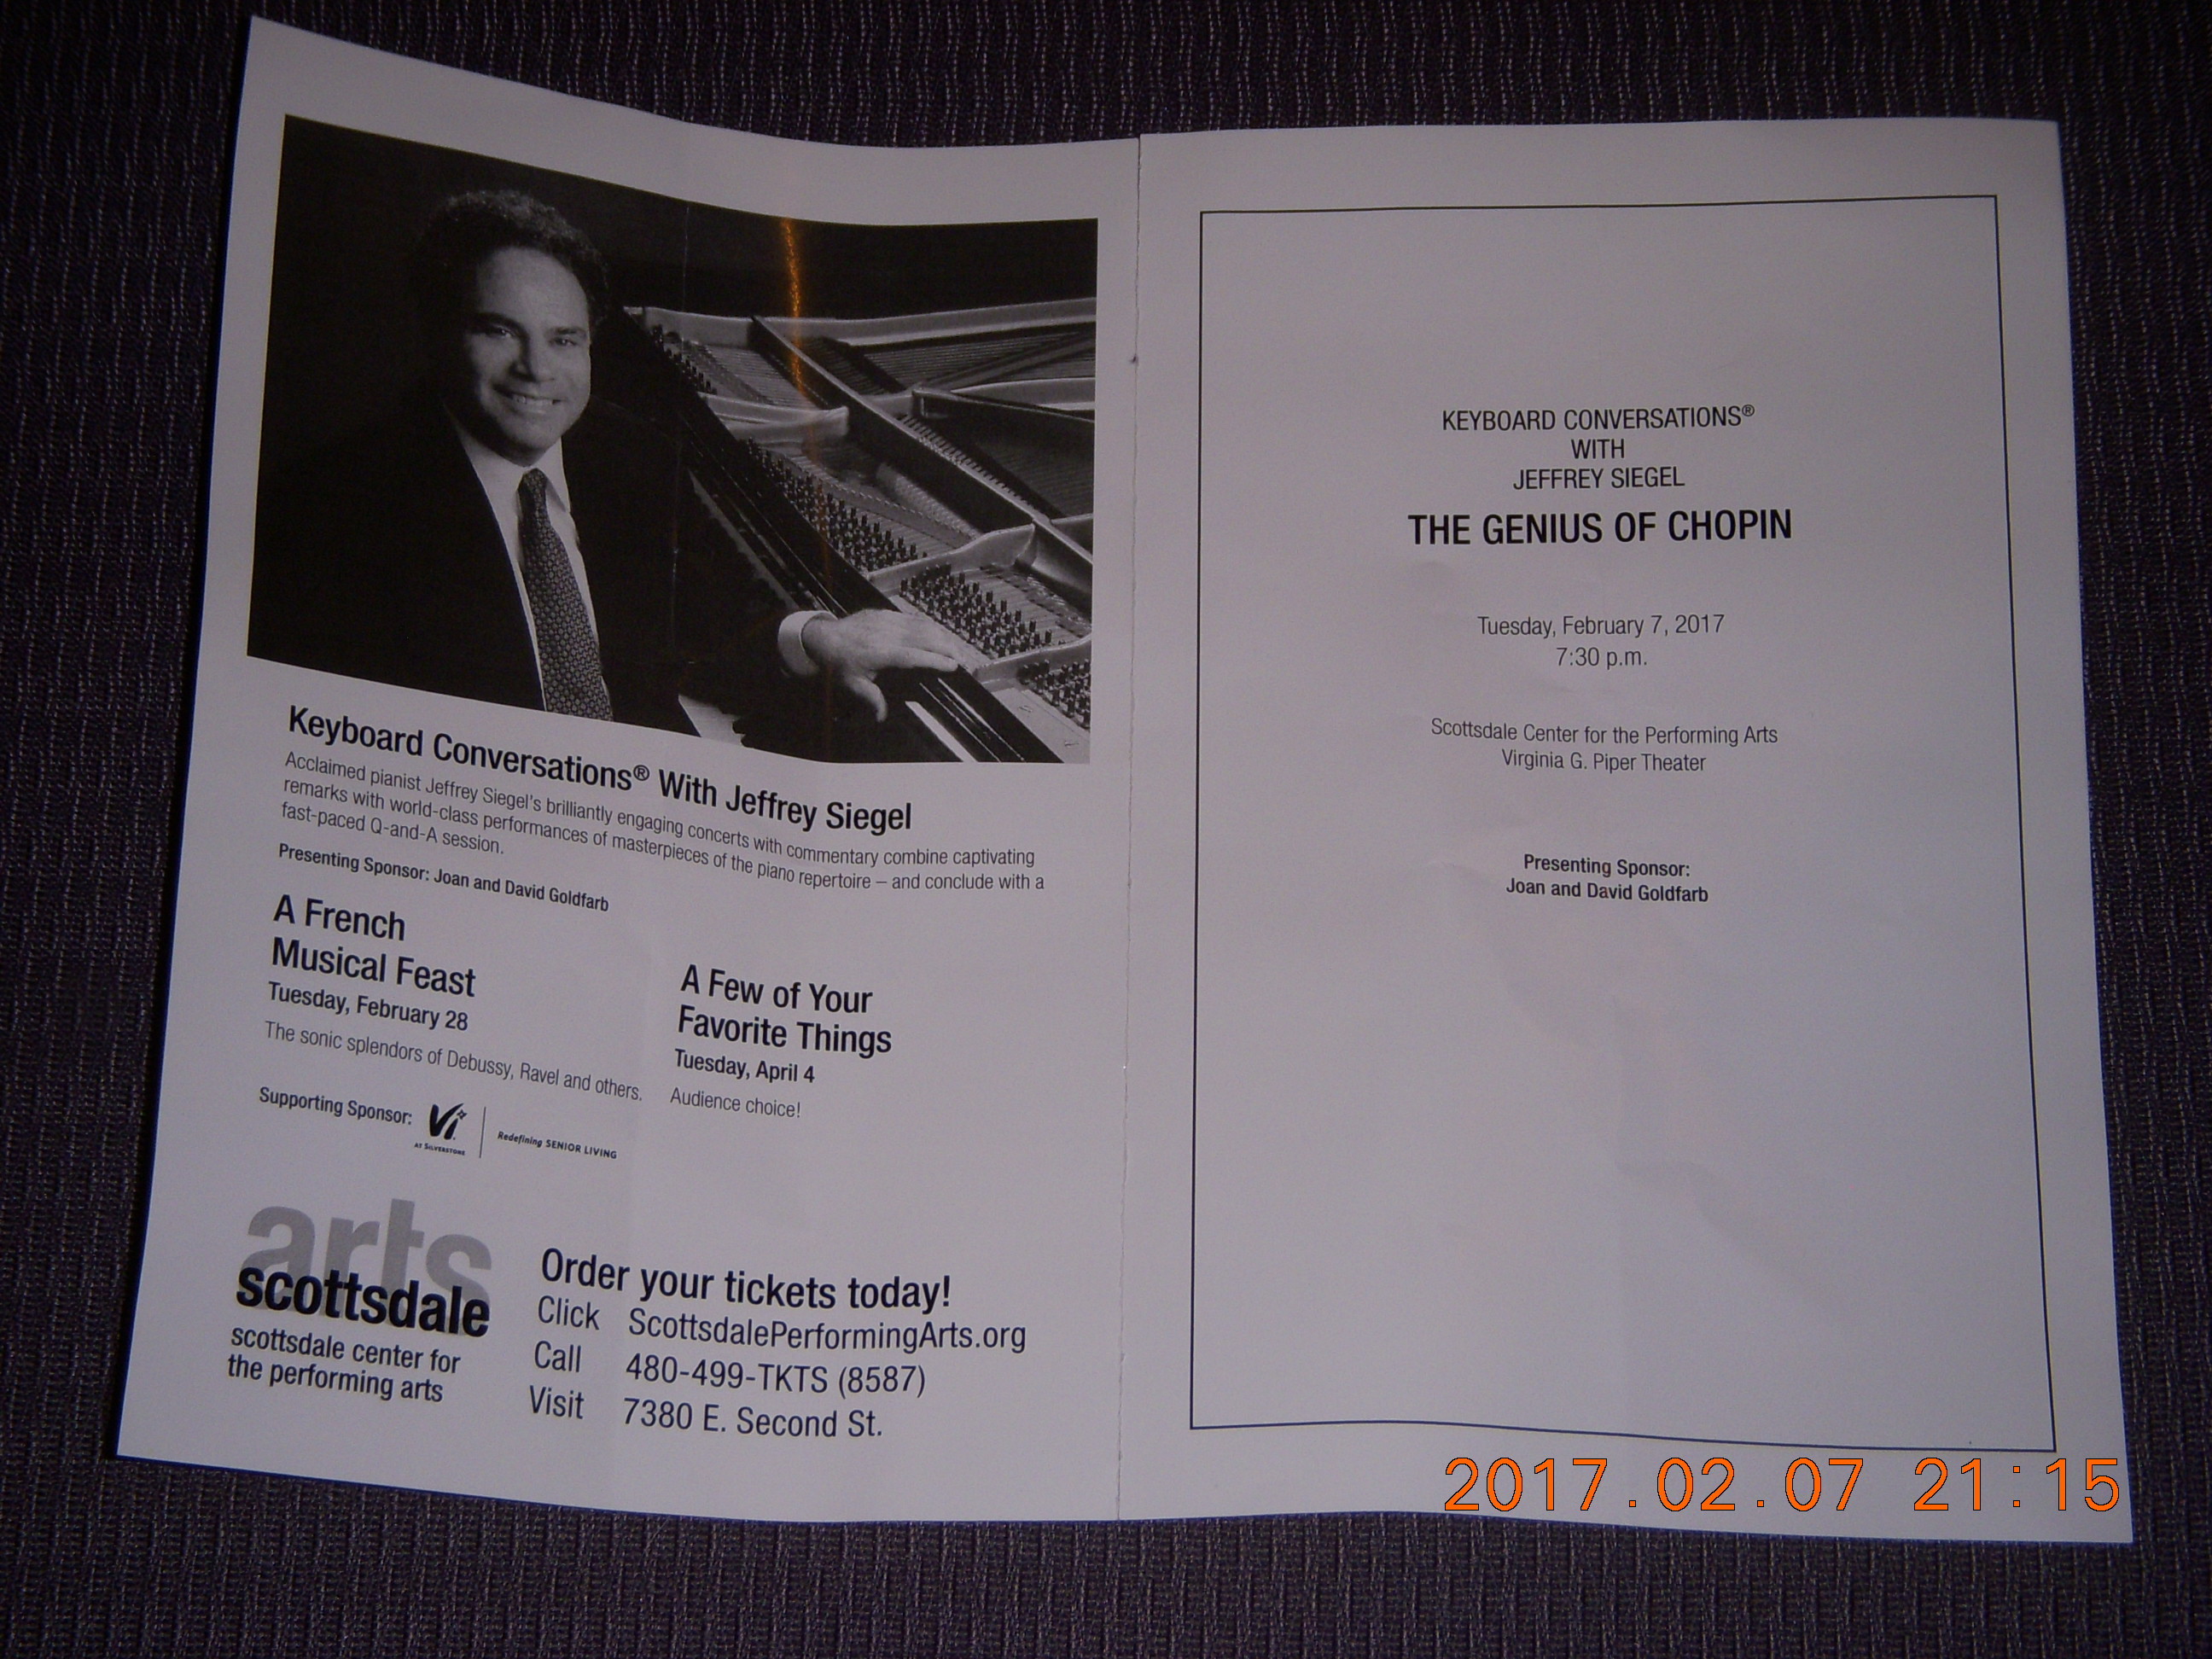 Keyboard Conversations® With Jeffrey Siegel
Acclaimed pianist Jeffrey Siegel's brilliantly engaging concerts with commentary combine captivating
remarks with world-class performances of masterpieces of the piano repertoire – and conclude with a
fast-paced Q-and-A session.
Presenting Sponsor: Joan and David Goldfarb
A French
Musical Feast
Tuesday, February 28
The sonic splendors of Debussy, Ravel and others.
Supporting Sponsor:
Vi
AT SILVERSTONE
Redefining SENIOR LIVING
A Few of Your
Favorite Things
Tuesday, April 4
Audience choice!
arts
scottsdale
scottsdale center for
the performing arts
Order your tickets today!
Click ScottsdalePerformingArts.org
Call 480-499-TKTS (8587)
Visit 7380 E. Second St.
KEYBOARD CONVERSATIONS®
WITH
JEFFREY SIEGEL
THE GENIUS OF CHOPIN
Tuesday, February 7, 2017
7:30 p.m.
Scottsdale Center for the Performing Arts
Virginia G. Piper Theater
Presenting Sponsor:
Joan and David Goldfarb
2017.02.07 21:15